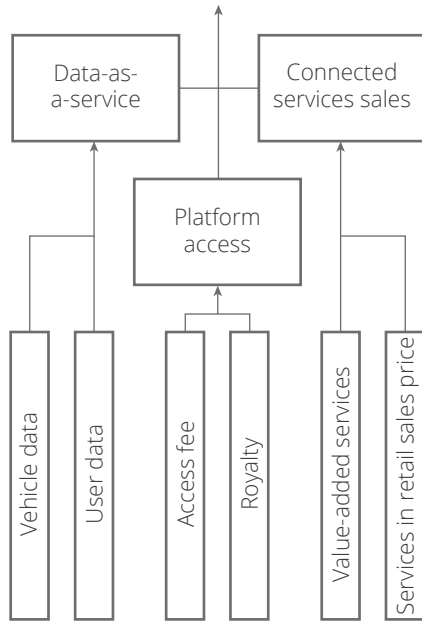 Data-as-
a-service
Connected
services sales
Platform
access
Vehicle data
User data
Access fee
Royalty
Value-added services
Services in retail sales price